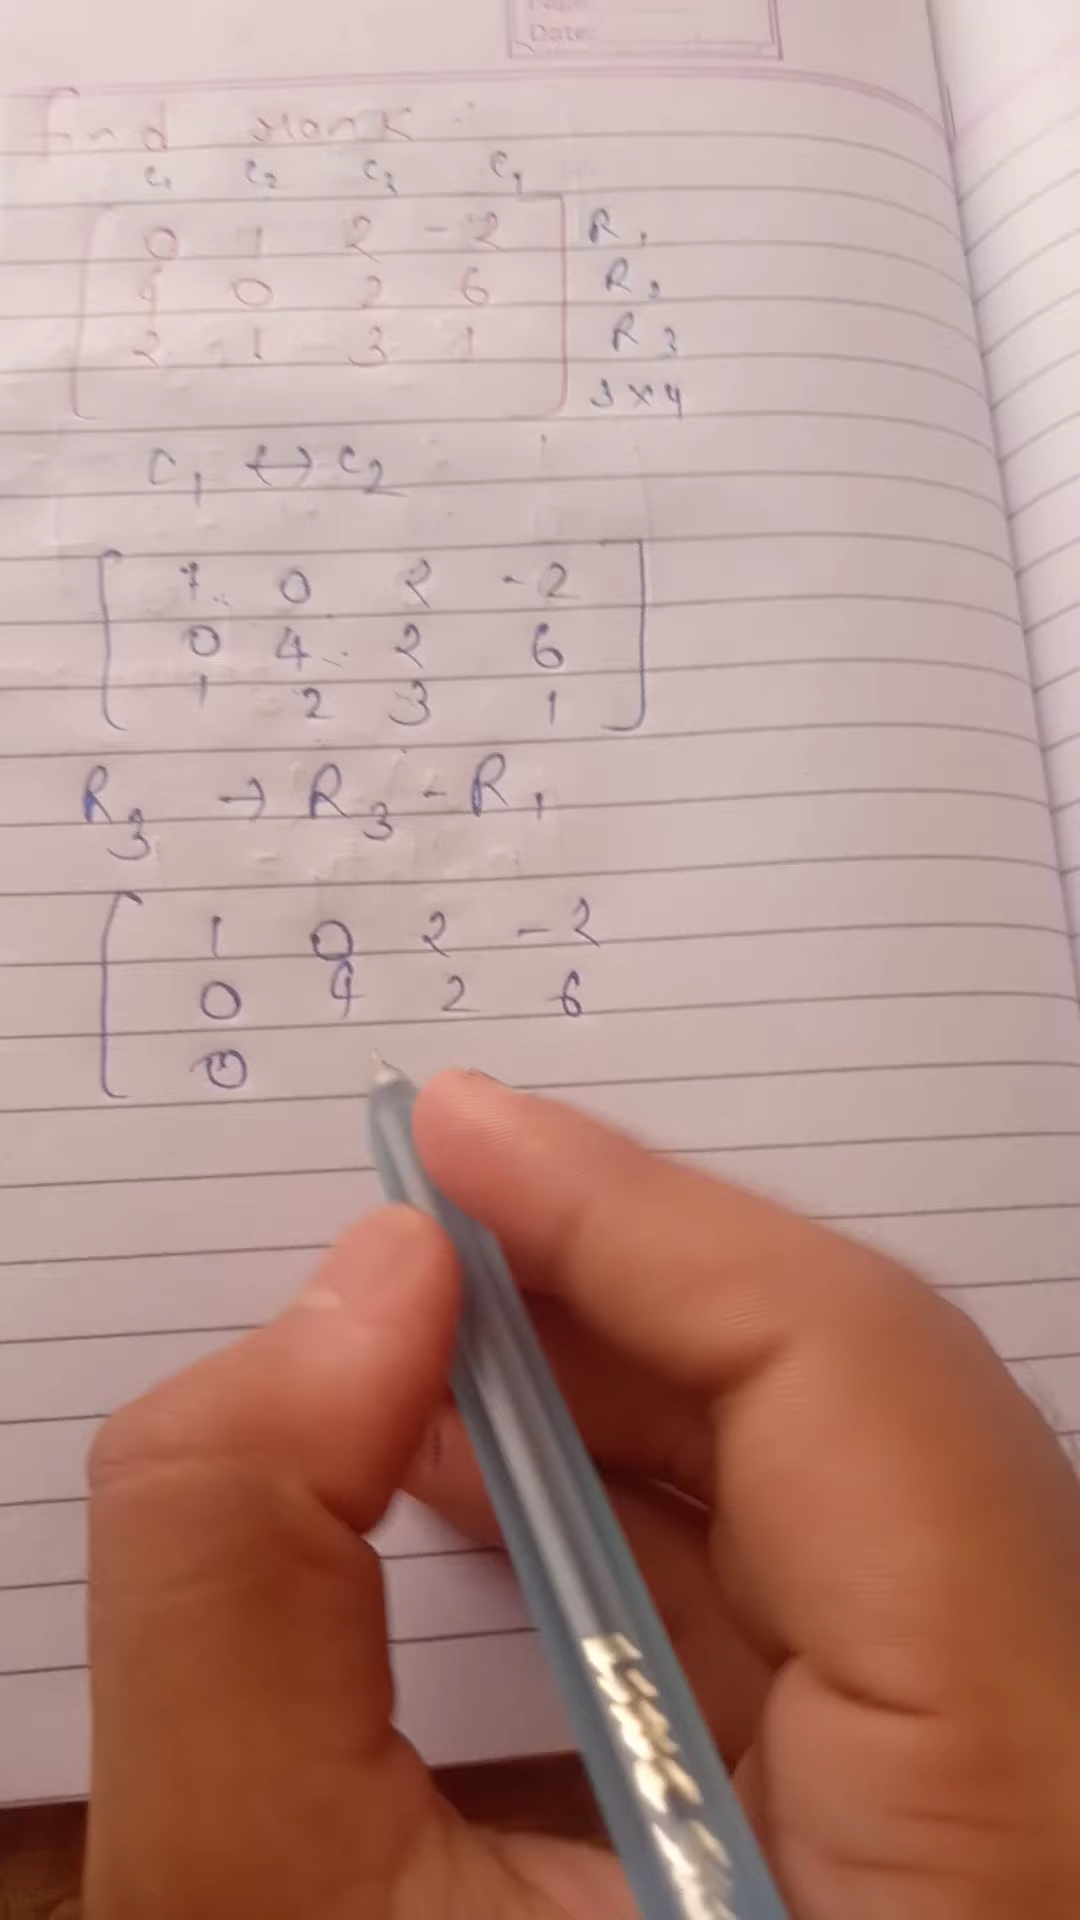 Page:
Date:
Find Rank :
C1 C2 C3 C4
0 1 2 -2 R1
4 0 2 6 R2
2 1 3 1 R3
3 x 4
C1 ↔ C2
1 0 2 -2
0 4 2 6
1 2 3 1
R3 → R3 - R1
1 0 2 -2
0 4 2 6
0